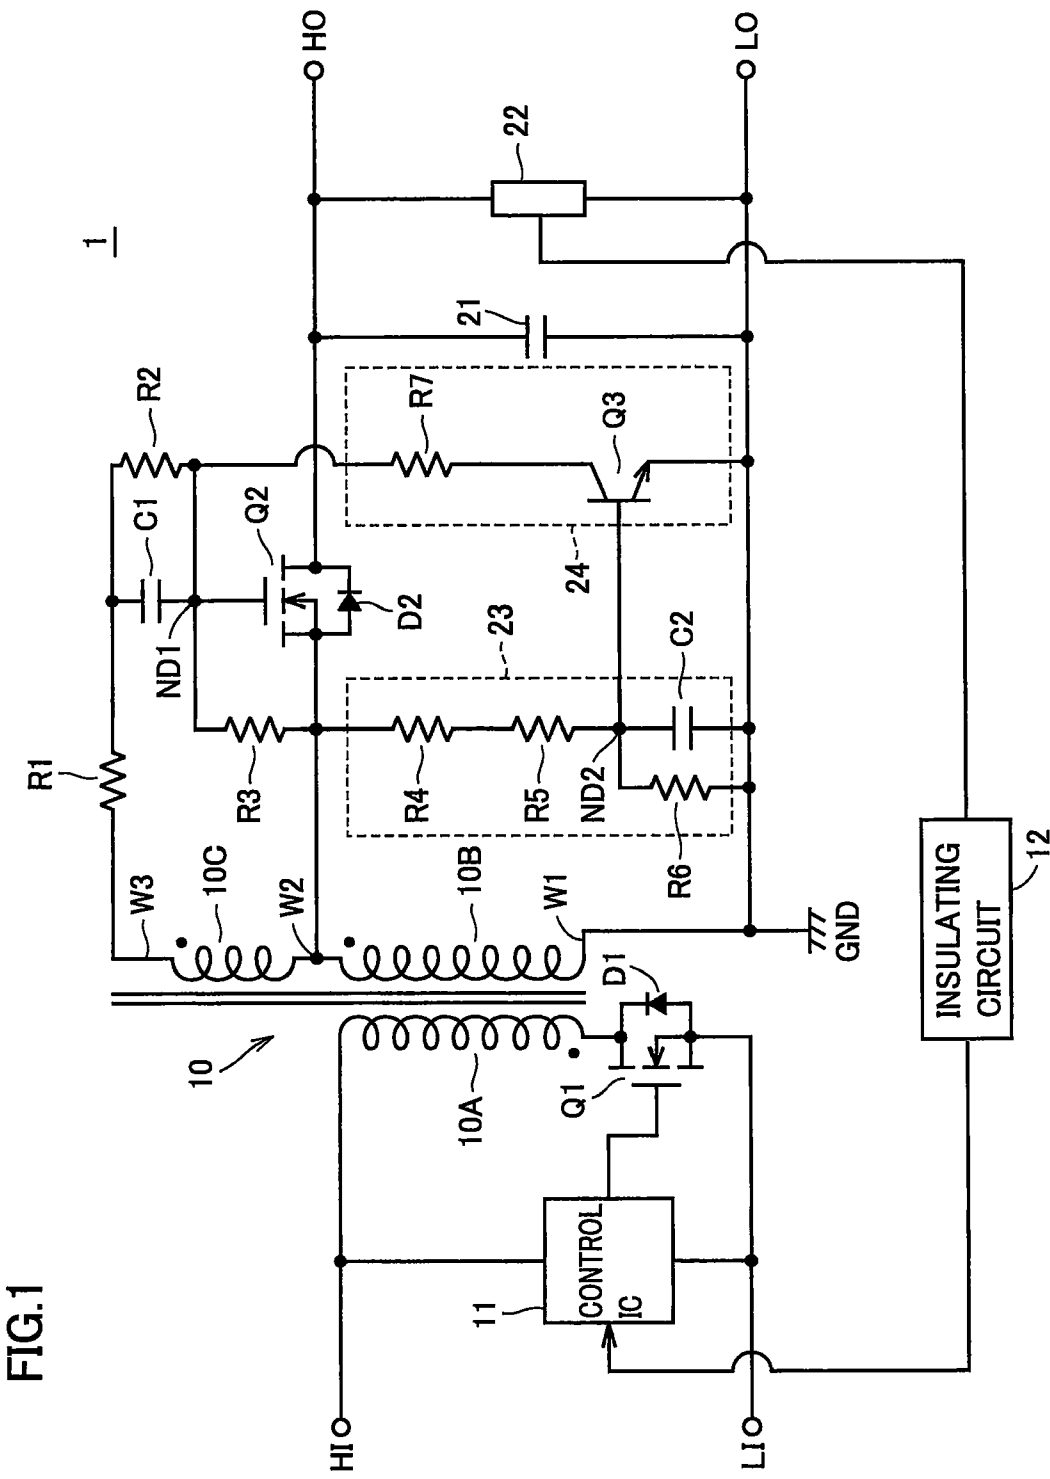 FIG.1
1
HI
LI
HO
LO
10
10A
10B
10C
W1
W2
W3
R1
R2
R3
R4
R5
R6
R7
C1
C2
ND1
ND2
Q1
Q2
Q3
D1
D2
21
22
23
24
GND
11
CONTROL
IC
INSULATING
CIRCUIT
12